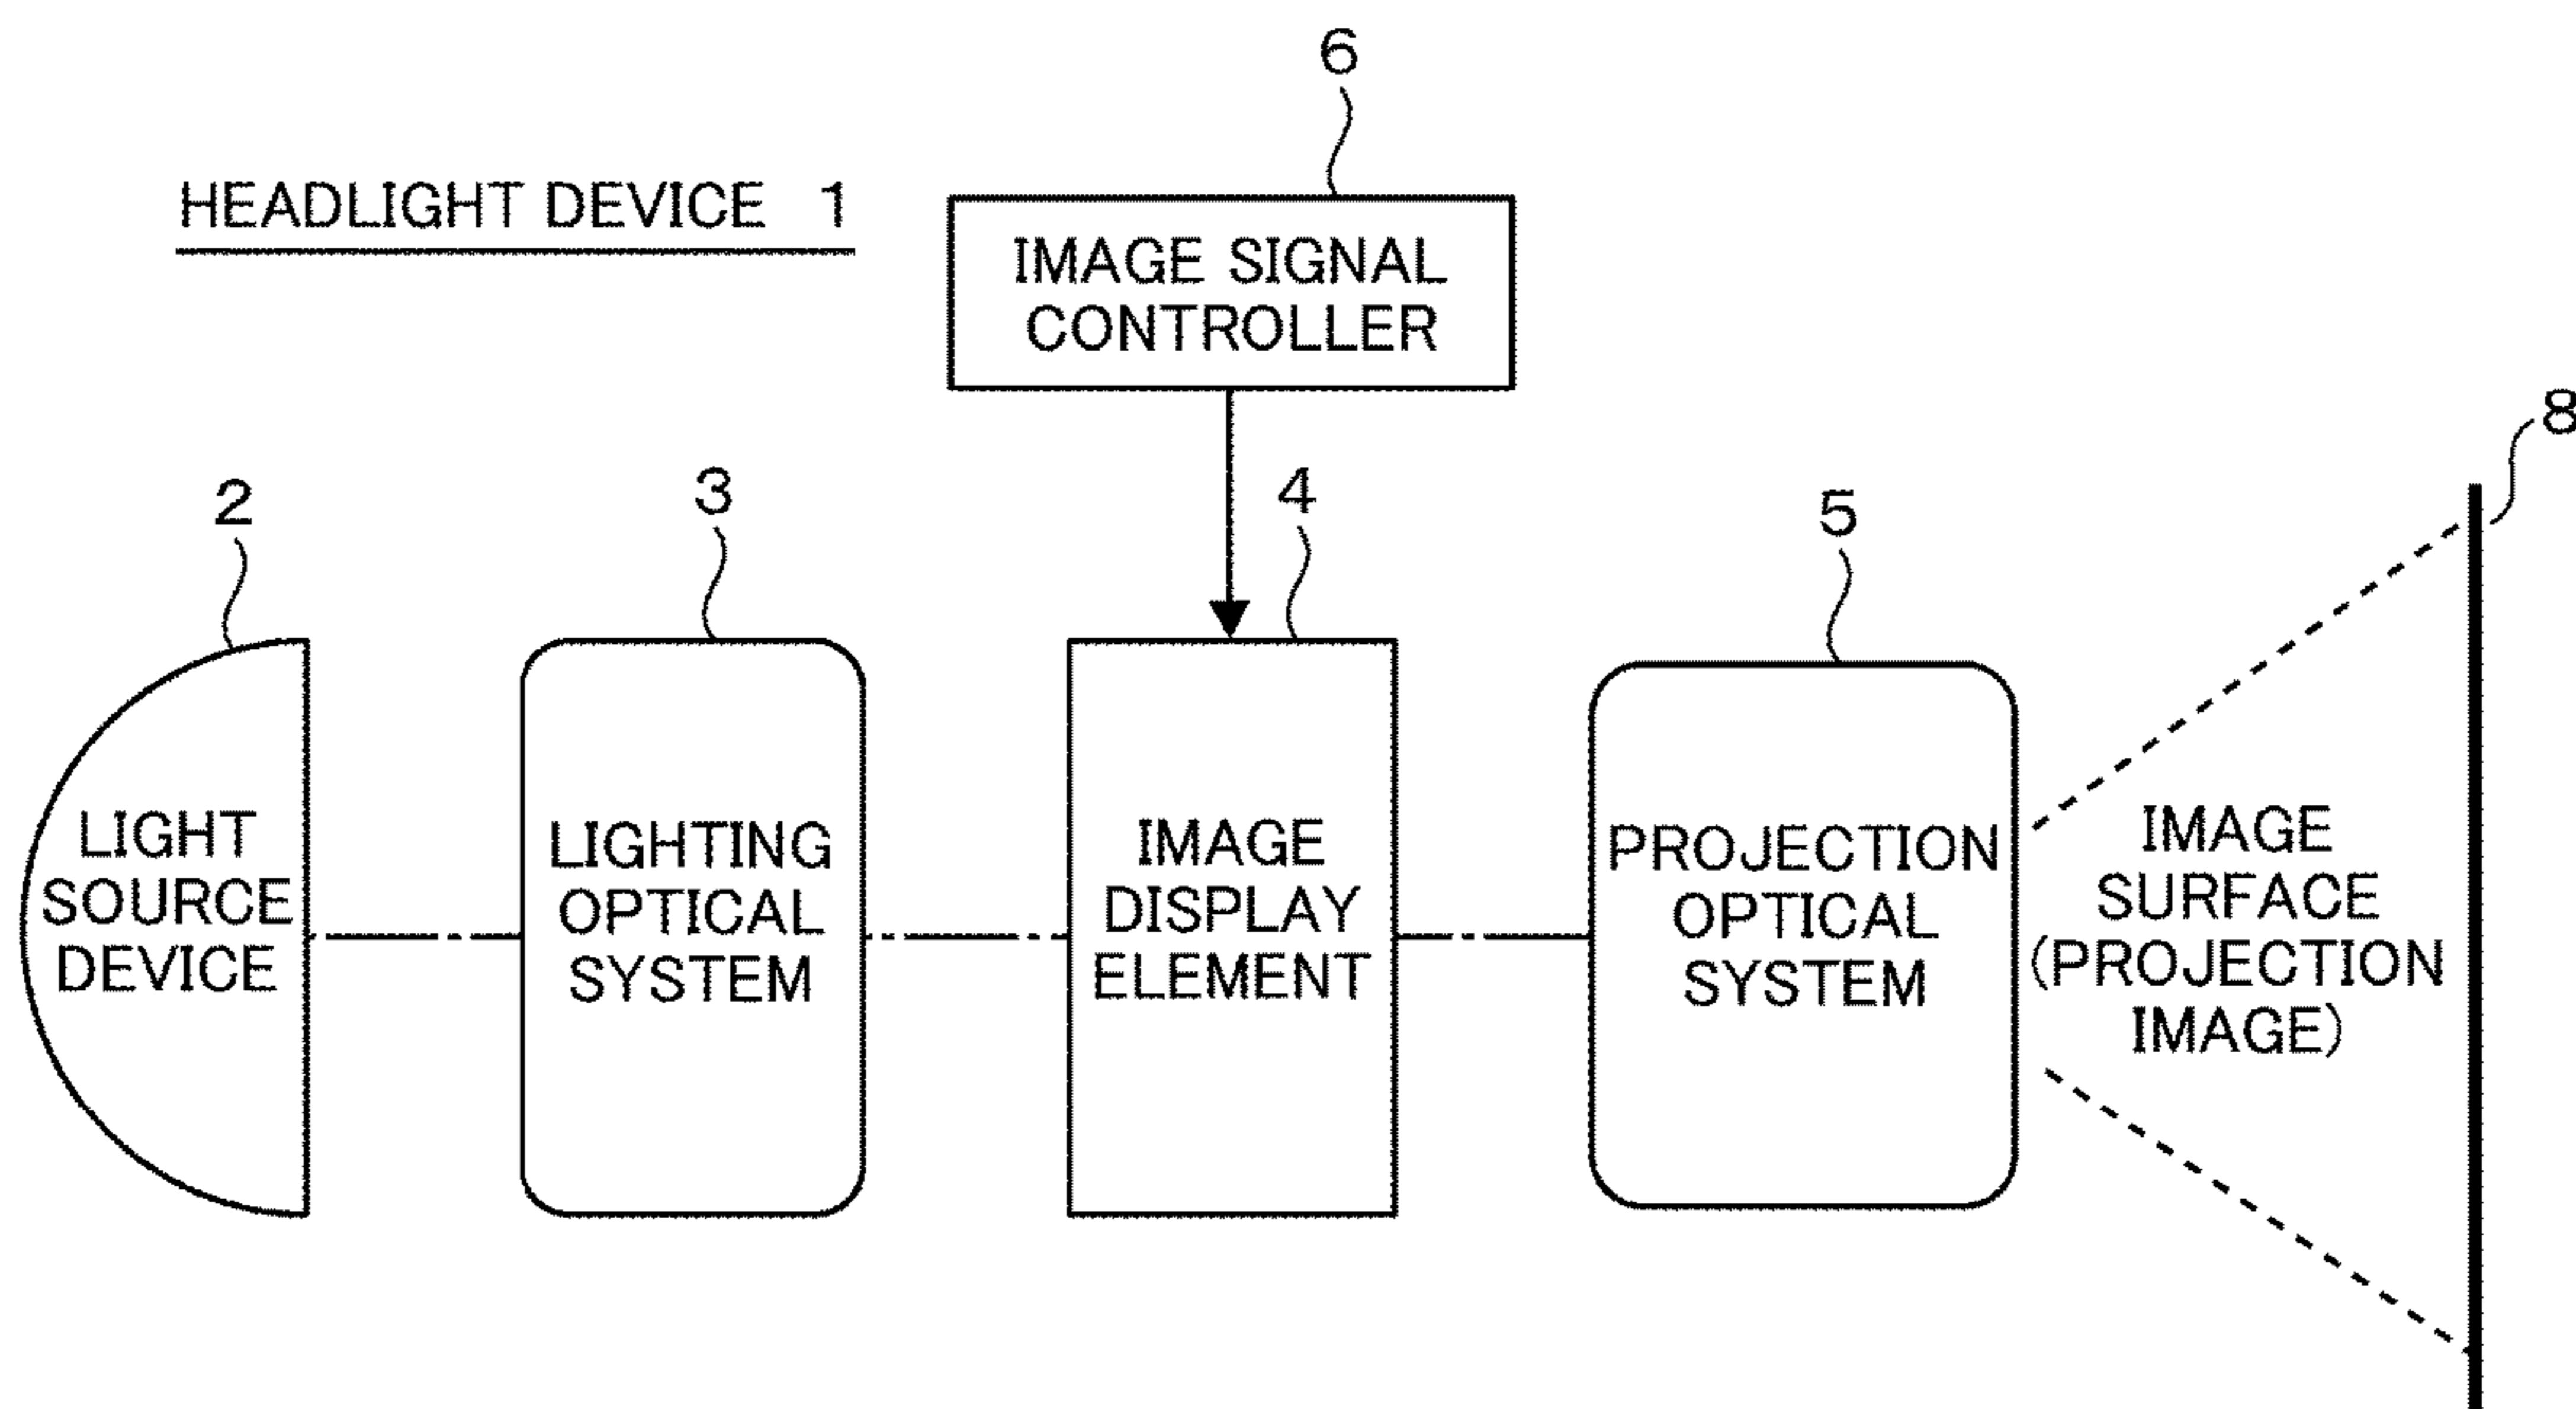 6
HEADLIGHT DEVICE 1
IMAGE SIGNAL
CONTROLLER
8
2
3
4
5
LIGHT
SOURCE
DEVICE
LIGHTING
OPTICAL
SYSTEM
IMAGE
DISPLAY
ELEMENT
PROJECTION
OPTICAL
SYSTEM
IMAGE
SURFACE
(PROJECTION
IMAGE)